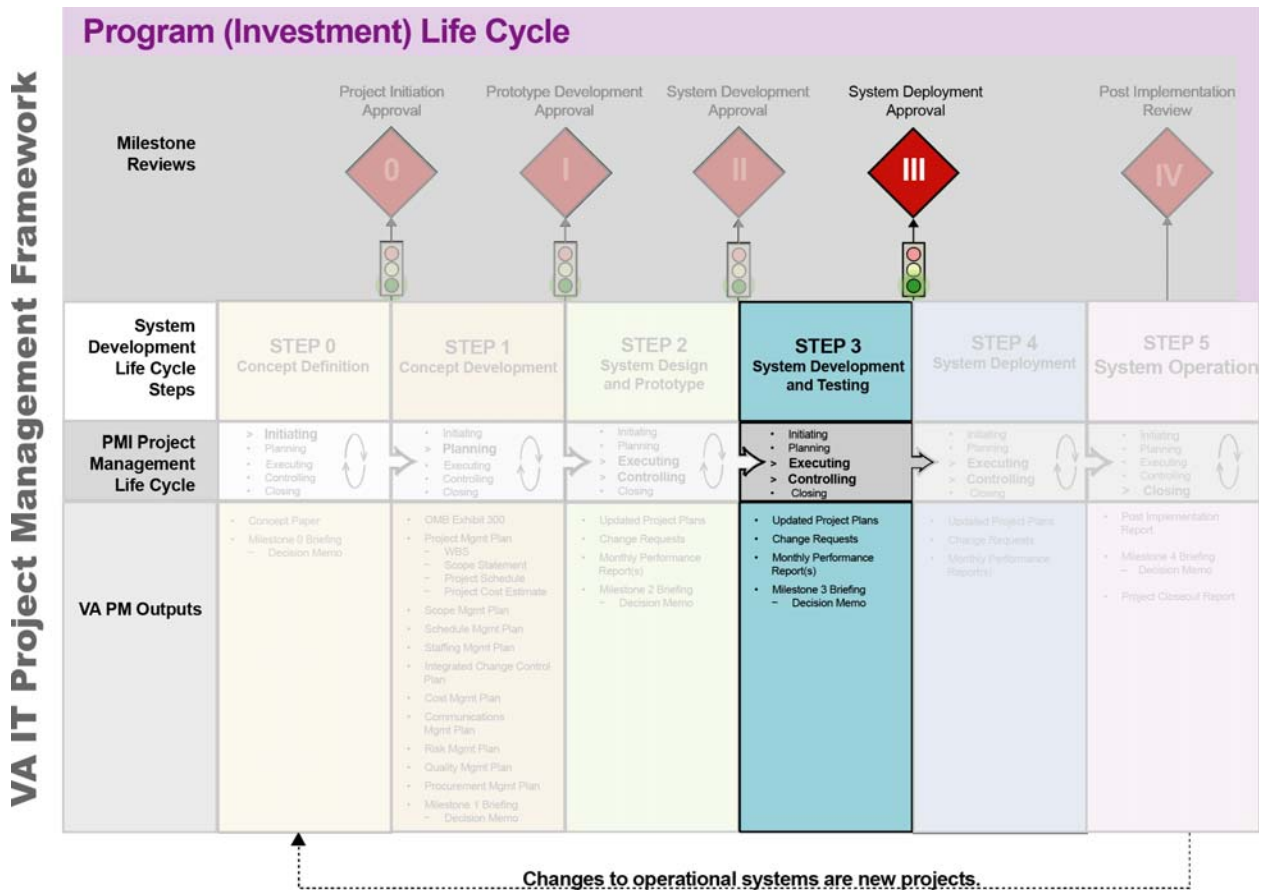 VA IT Project Management Framework
Program (Investment) Life Cycle
Milestone
Reviews
Project Initiation
Approval
Prototype Development
Approval
System Development
Approval
System Deployment
Approval
Post Implementation
Review
0
I
II
III
IV
System
Development
Life Cycle
Steps
STEP 0
Concept Definition
STEP 1
Concept Development
STEP 2
System Design
and Prototype
STEP 3
System Development
and Testing
STEP 4
System Deployment
STEP 5
System Operation
PMI Project
Management
Life Cycle
> Initiating
• Planning
• Executing
• Controlling
• Closing
• Initiating
> Planning
• Executing
• Controlling
• Closing
• Initiating
• Planning
> Executing
> Controlling
• Closing
• Initiating
• Planning
> Executing
> Controlling
• Closing
• Initiating
• Planning
> Executing
> Controlling
• Closing
• Initiating
• Planning
• Executing
• Controlling
> Closing
VA PM Outputs
• Concept Paper
• Milestone 0 Briefing
– Decision Memo
• OMB Exhibit 300
• Project Mgmt Plan
– WBS
– Scope Statement
– Project Schedule
– Project Cost Estimate
• Scope Mgmt Plan
• Schedule Mgmt Plan
• Staffing Mgmt Plan
• Integrated Change Control
Plan
• Cost Mgmt Plan
• Communications
Mgmt Plan
• Risk Mgmt Plan
• Quality Mgmt Plan
• Procurement Mgmt Plan
• Milestone 1 Briefing
– Decision Memo
• Updated Project Plans
• Change Requests
• Monthly Performance
Report(s)
• Milestone 2 Briefing
– Decision Memo
• Updated Project Plans
• Change Requests
• Monthly Performance
Report(s)
• Milestone 3 Briefing
– Decision Memo
• Updated Project Plans
• Change Requests
• Monthly Performance
Report(s)
• Post Implementation
Report
• Milestone 4 Briefing
– Decision Memo
• Project Closeout Report
Changes to operational systems are new projects.